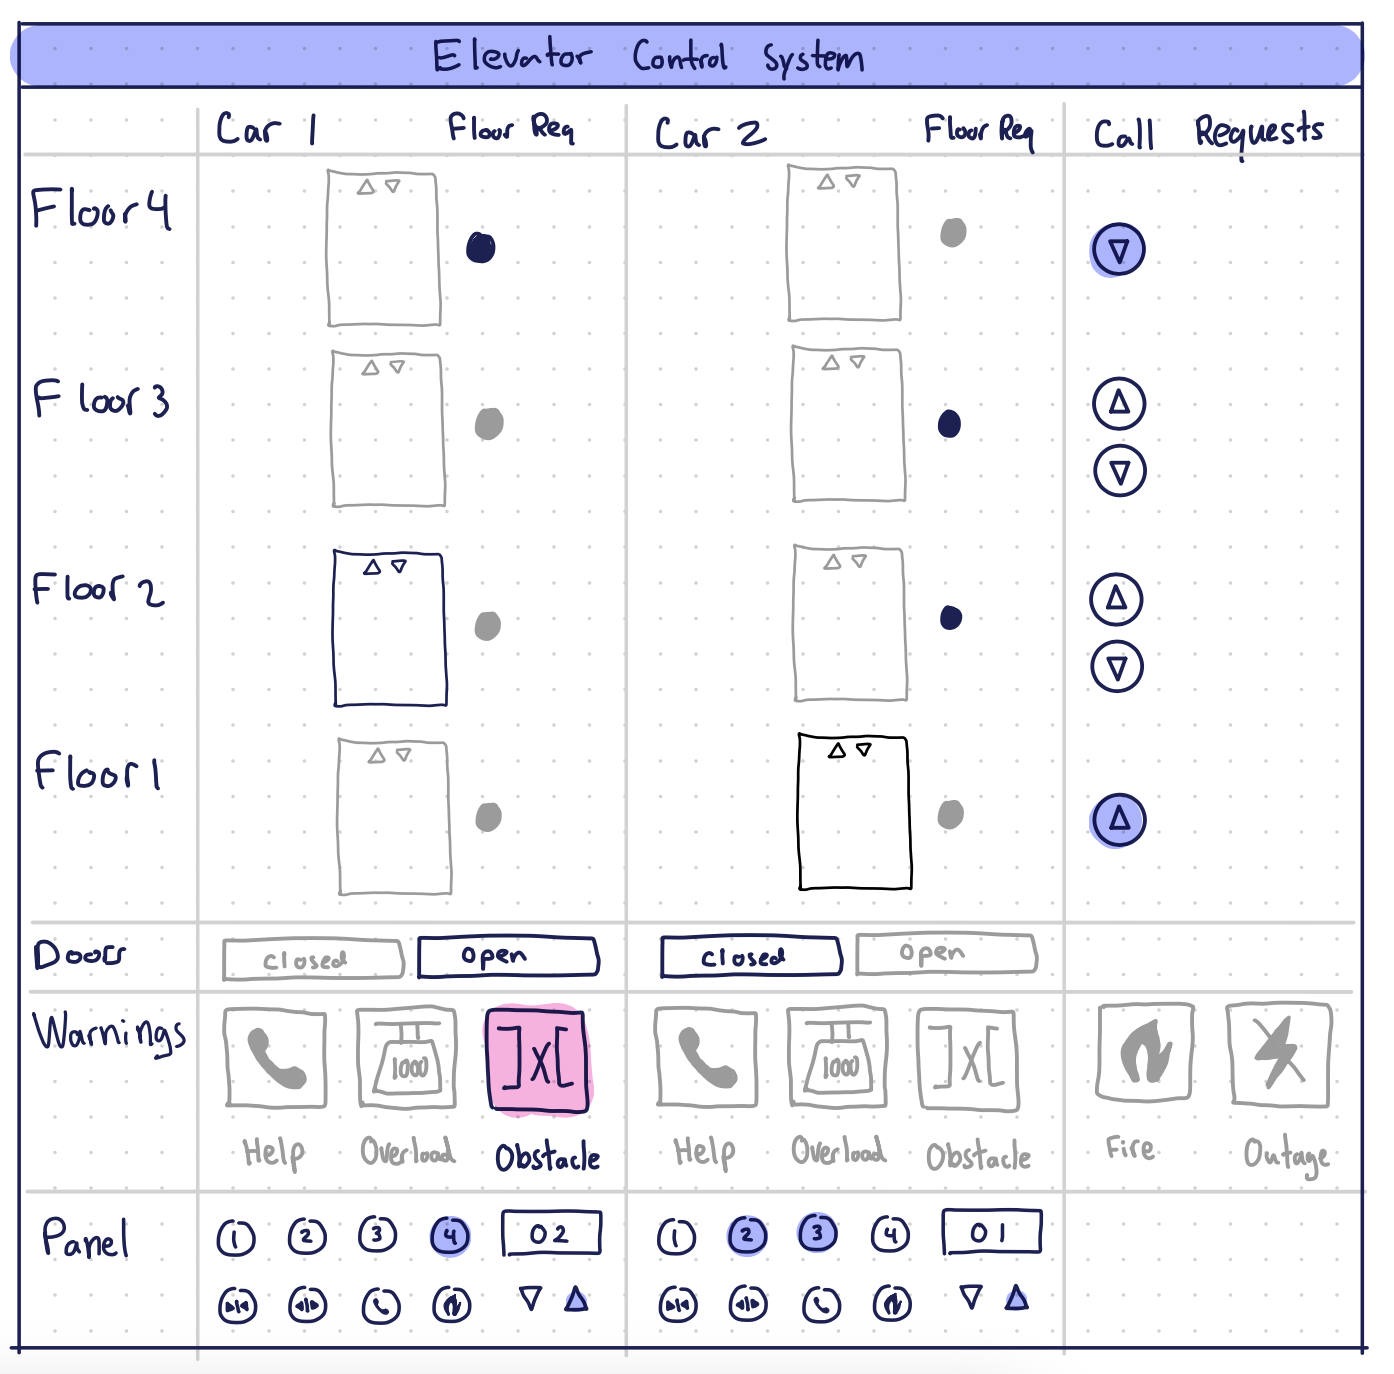 Elevator Control System
Car 1 Floor Req Car 2 Floor Req Call Requests
Floor 4
Floor 3
Floor 2
Floor 1
Doors Closed Open Closed Open
Warnings
1000 1000
Help Overload Obstacle Help Overload Obstacle Fire Outage
Panel 1 2 3 4 02 1 2 3 4 01